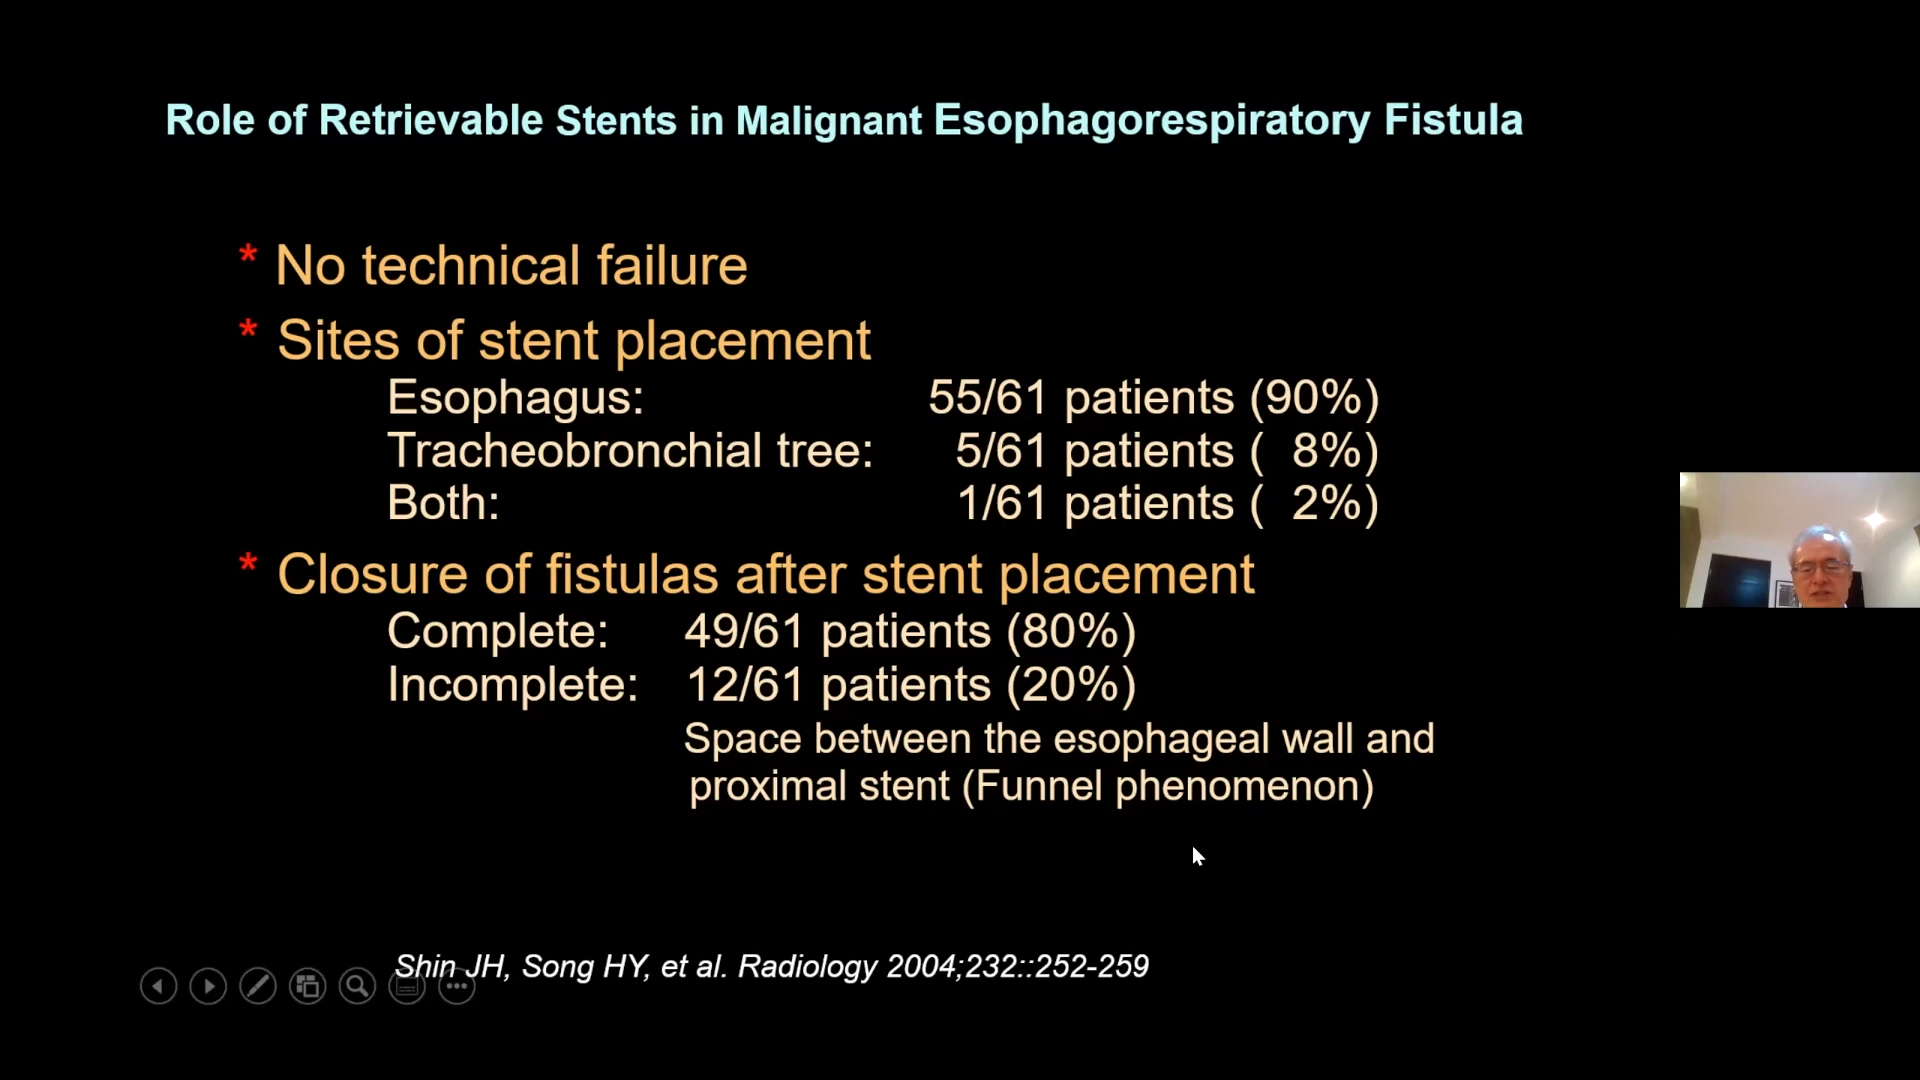 Role of Retrievable Stents in Malignant Esophagorespiratory Fistula
* No technical failure
* Sites of stent placement
Esophagus: 55/61 patients (90%)
Tracheobronchial tree: 5/61 patients ( 8%)
Both: 1/61 patients ( 2%)
* Closure of fistulas after stent placement
Complete: 49/61 patients (80%)
Incomplete: 12/61 patients (20%)
Space between the esophageal wall and
proximal stent (Funnel phenomenon)
Shin JH, Song HY, et al. Radiology 2004;232::252-259